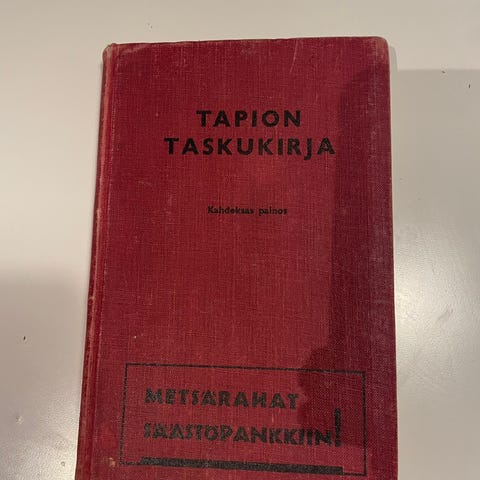 TAPION
TASKUKIRJA
Kahdeksas painos
METSÄRAHAT
SÄÄSTÖPANKKIIN!